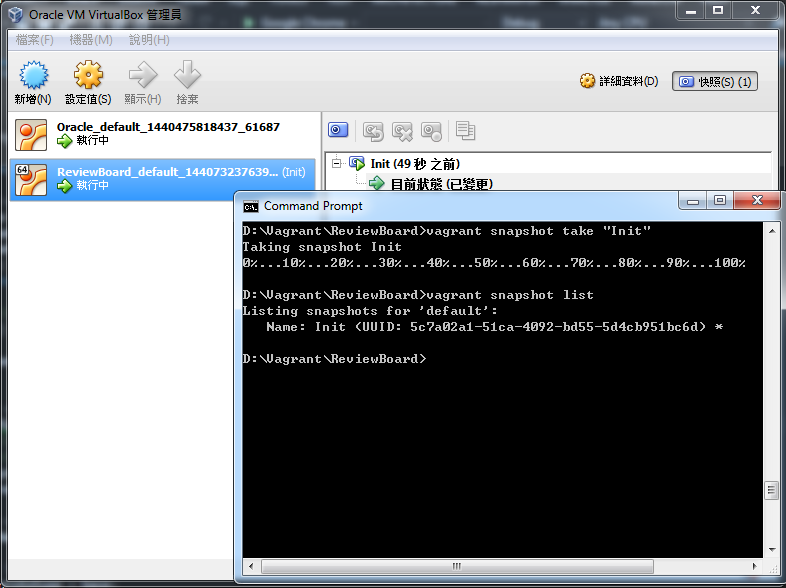 Oracle VM VirtualBox 管理員
檔案(F) 機器(M) 說明(H)
新增(N) 設定值(S) 顯示(H) 捨棄
詳細資料(D) 快照(S) (1)
Oracle_default_1440475818437_61687
執行中
64
ReviewBoard_default_144073237639... (Init)
執行中
Init (49 秒 之前)
目前狀態 (已變更)
C:\.
Command Prompt
D:\Vagrant\ReviewBoard>vagrant snapshot take "Init"
Taking snapshot Init
0%...10%...20%...30%...40%...50%...60%...70%...80%...90%...100%
D:\Vagrant\ReviewBoard>vagrant snapshot list
Listing snapshots for 'default':
Name: Init (UUID: 5c7a02a1-51ca-4092-bd55-5d4cb951bc6d) *
D:\Vagrant\ReviewBoard>